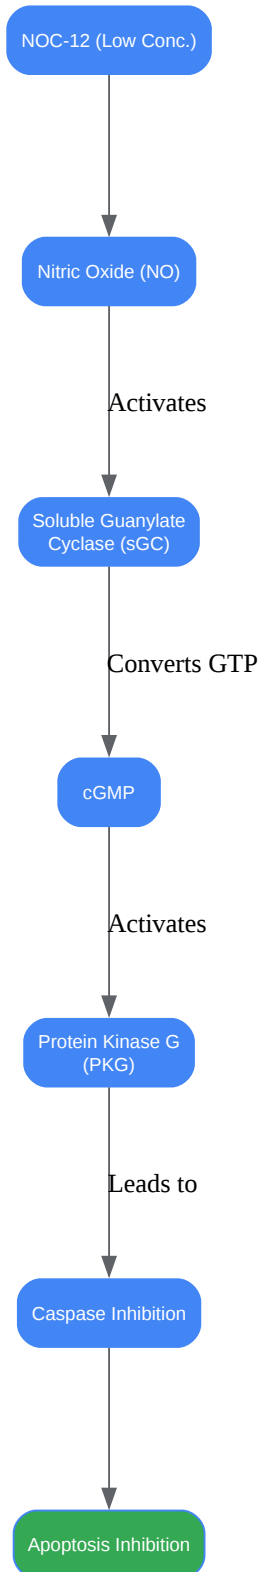 NOC-12 (Low Conc.)
Nitric Oxide (NO)
Activates
Soluble Guanylate
Cyclase (sGC)
Converts GTP
cGMP
Activates
Protein Kinase G
(PKG)
Leads to
Caspase Inhibition
Apoptosis Inhibition